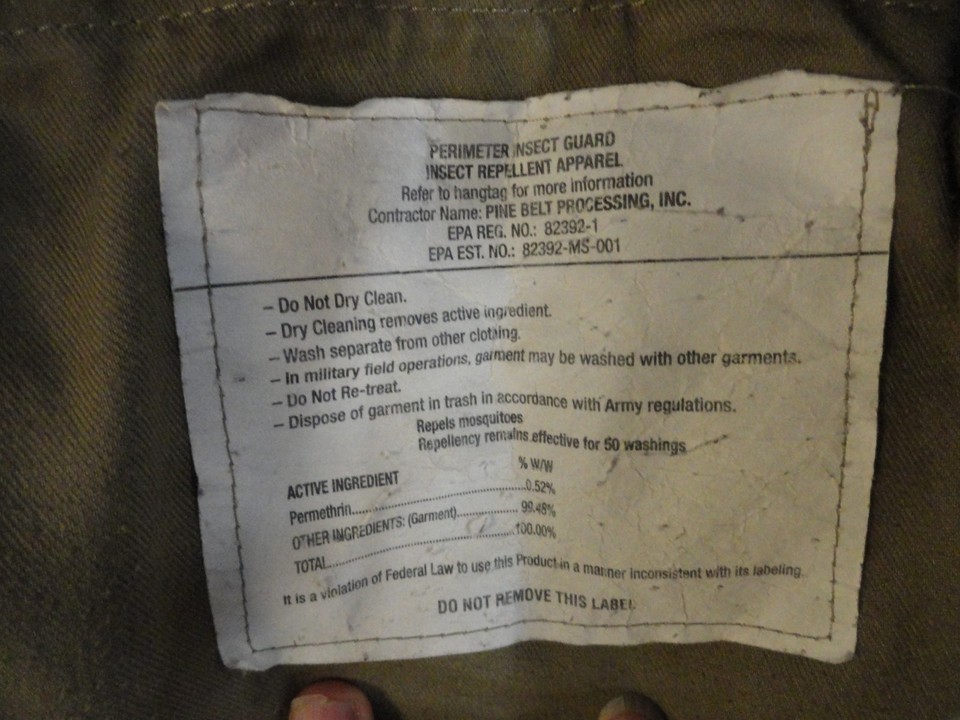 PERIMETER INSECT GUARD
INSECT REPELLENT APPAREL
Refer to hangtag for more information
Contractor Name: PINE BELT PROCESSING, INC.
EPA REG. NO.: 82392-1
EPA EST. NO.: 82392-MS-001
– Do Not Dry Clean.
– Dry Cleaning removes active ingredient.
– Wash separate from other clothing.
– In military field operations, garment may be washed with other garments.
– Do Not Re-treat.
– Dispose of garment in trash in accordance with Army regulations.
Repels mosquitoes
Repellency remains effective for 50 washings
% W/W
ACTIVE INGREDIENT
Permethrin..............................0.52%
OTHER INGREDIENTS: (Garment)............... 99.48%
TOTAL..............................100.00%
It is a violation of Federal Law to use this Product in a manner inconsistent with its labeling.
DO NOT REMOVE THIS LABEL